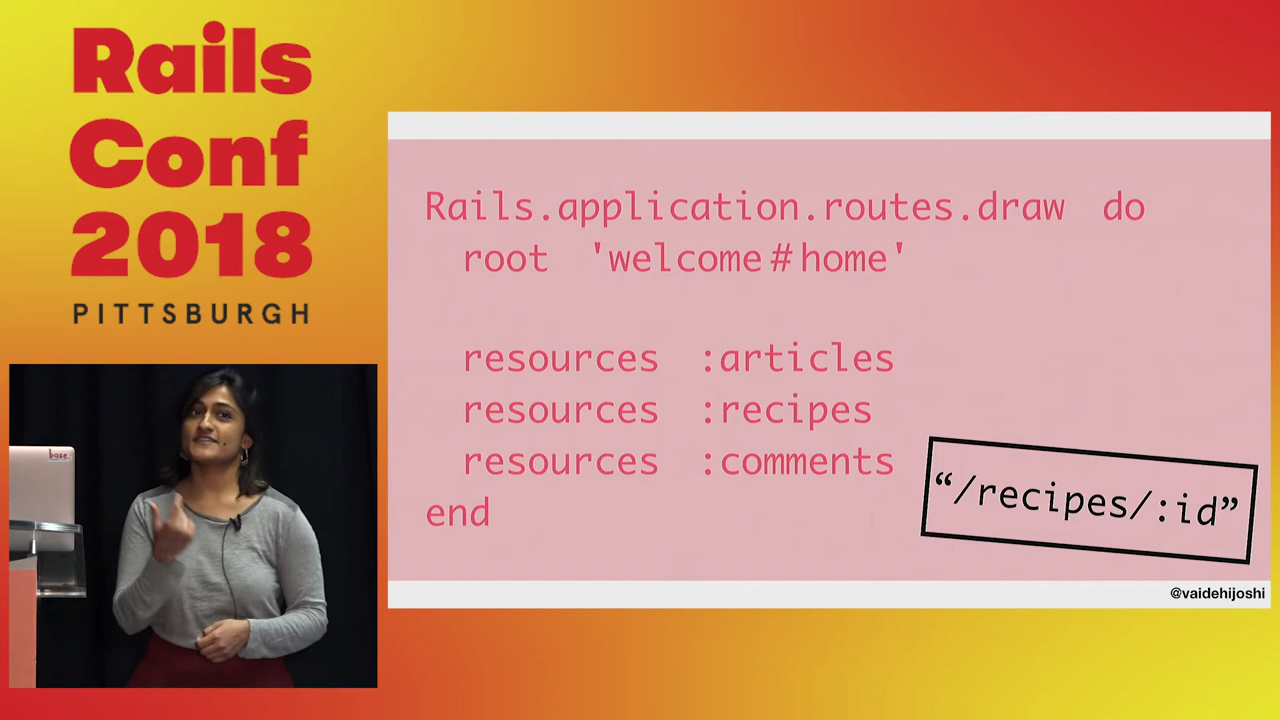 Rails
Conf
2018
PITTSBURGH
Rails.application.routes.draw do
root 'welcome#home'
resources :articles
resources :recipes
resources :comments
end
“/recipes/:id”
@vaidehijoshi
base